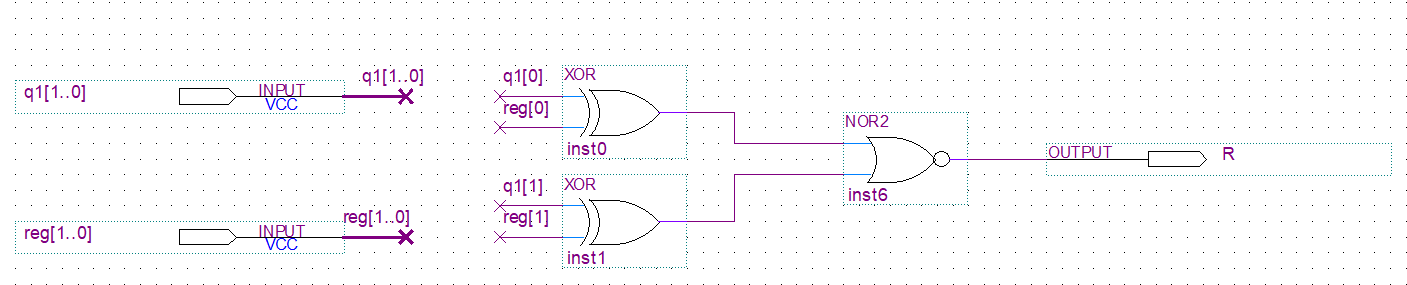 q1[1..0]
INPUT
VCC
q1[1..0]
q1[0]
reg[0]
XOR
inst0
NOR2
inst6
OUTPUT
R
reg[1..0]
INPUT
VCC
reg[1..0]
q1[1]
reg[1]
XOR
inst1